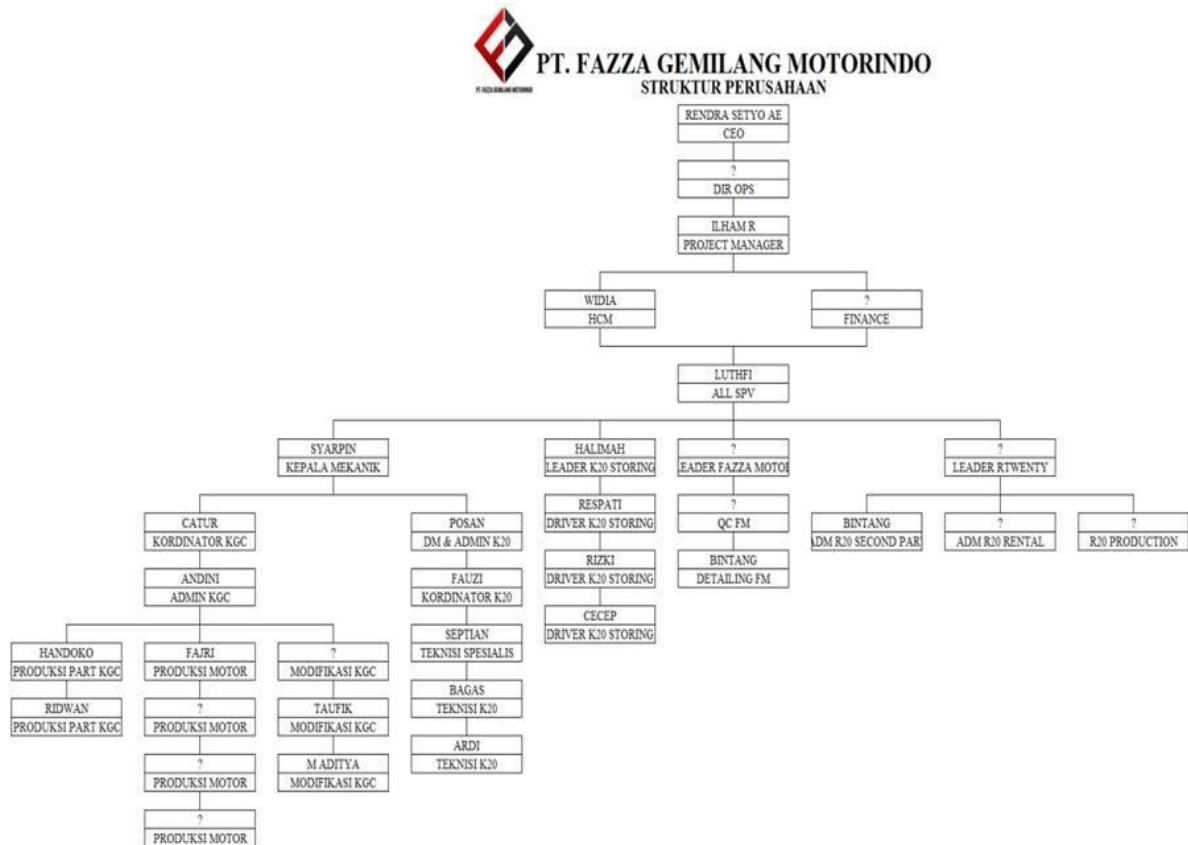 PT. FAZZA GEMILANG MOTORINDO
PT. FAZZA GEMILANG MOTORINDO
STRUKTUR PERUSAHAAN
RENDRA SETYO AE
CEO
?
DIR OPS
ILHAM R
PROJECT MANAGER
WIDIA
HCM
?
FINANCE
LUTHFI
ALL SPV
SYARPIN
KEPALA MEKANIK
HALIMAH
LEADER K20 STORING
?
LEADER FAZZA MOTOR
?
LEADER RTWENTY
CATUR
KORDINATOR KGC
POSAN
DM & ADMIN K20
RESPATI
DRIVER K20 STORING
?
QC FM
BINTANG
ADM R20 SECOND PAR
?
ADM R20 RENTAL
?
R20 PRODUCTION
ANDINI
ADMIN KGC
FAUZI
KORDINATOR K20
RIZKI
DRIVER K20 STORING
BINTANG
DETAILING FM
CECEP
DRIVER K20 STORING
HANDOKO
PRODUKSI PART KGC
FAJRI
PRODUKSI MOTOR
?
MODIFIKASI KGC
SEPTIAN
TEKNISI SPESIALIS
RIDWAN
PRODUKSI PART KGC
?
PRODUKSI MOTOR
TAUFIK
MODIFIKASI KGC
BAGAS
TEKNISI K20
?
PRODUKSI MOTOR
M ADITYA
MODIFIKASI KGC
ARDI
TEKNISI K20
?
PRODUKSI MOTOR